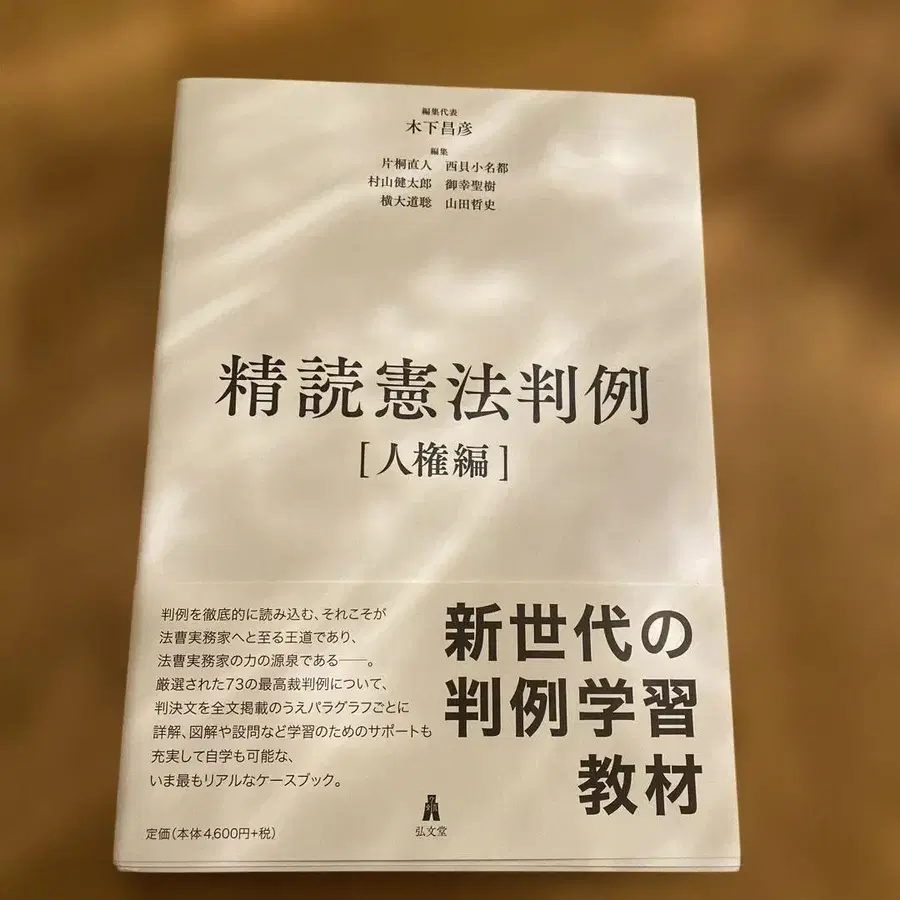 編集代表
木下昌彦
編集
片桐直人 西貝小名都
村山健太郎 御幸聖樹
横大道聡 山田哲史
精読憲法判例
[人権編]
判例を徹底的に読み込む、それこそが
法曹実務家へと至る王道であり、
法曹実務家の力の源泉である──。
厳選された73の最高裁判例について、
判決文を全文掲載のうえパラグラフごとに
詳解、図解や設問など学習のためのサポートも
充実して自学も可能な、
いま最もリアルなケースブック。
新世代の
判例学習
教材
定価(本体4,600円+税)
弘文堂